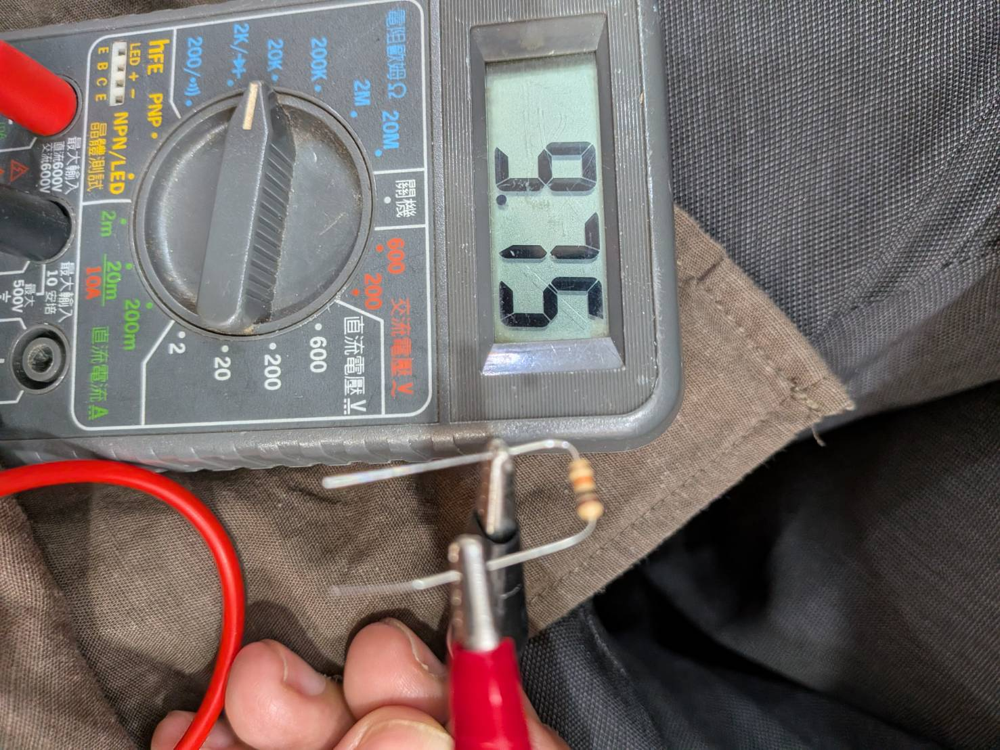 9.75
電阻歐姆Ω
20M
關機
600
交流電壓 V
2M
200
200K
600
直流電壓 V
20K
200
2K/
20
200/
2
hFE PNP
200m
直流電流 A
LED + -
NPN/LED
20m
10A
E B C E
晶體測試
2m
最大輸入
直流600V
交流600V
最大輸入
10 安培
最大
500V